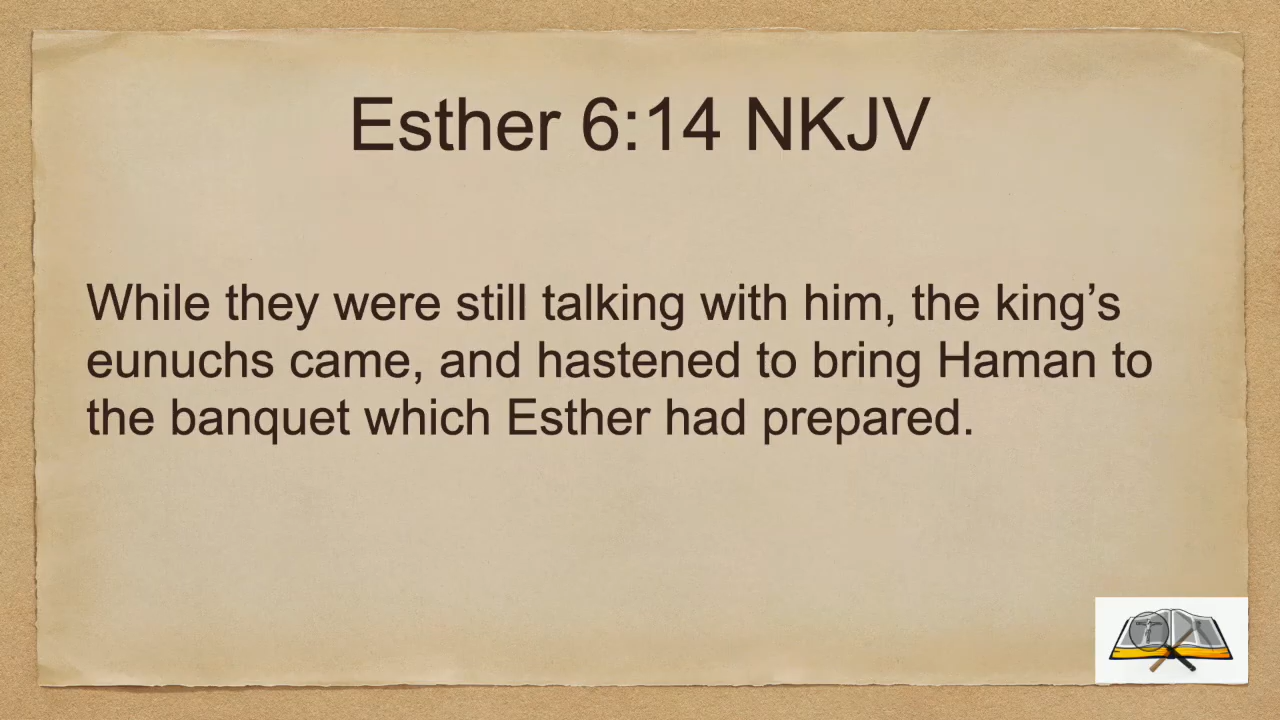 Esther 6:14 NKJV
While they were still talking with him, the king’s
eunuchs came, and hastened to bring Haman to
the banquet which Esther had prepared.